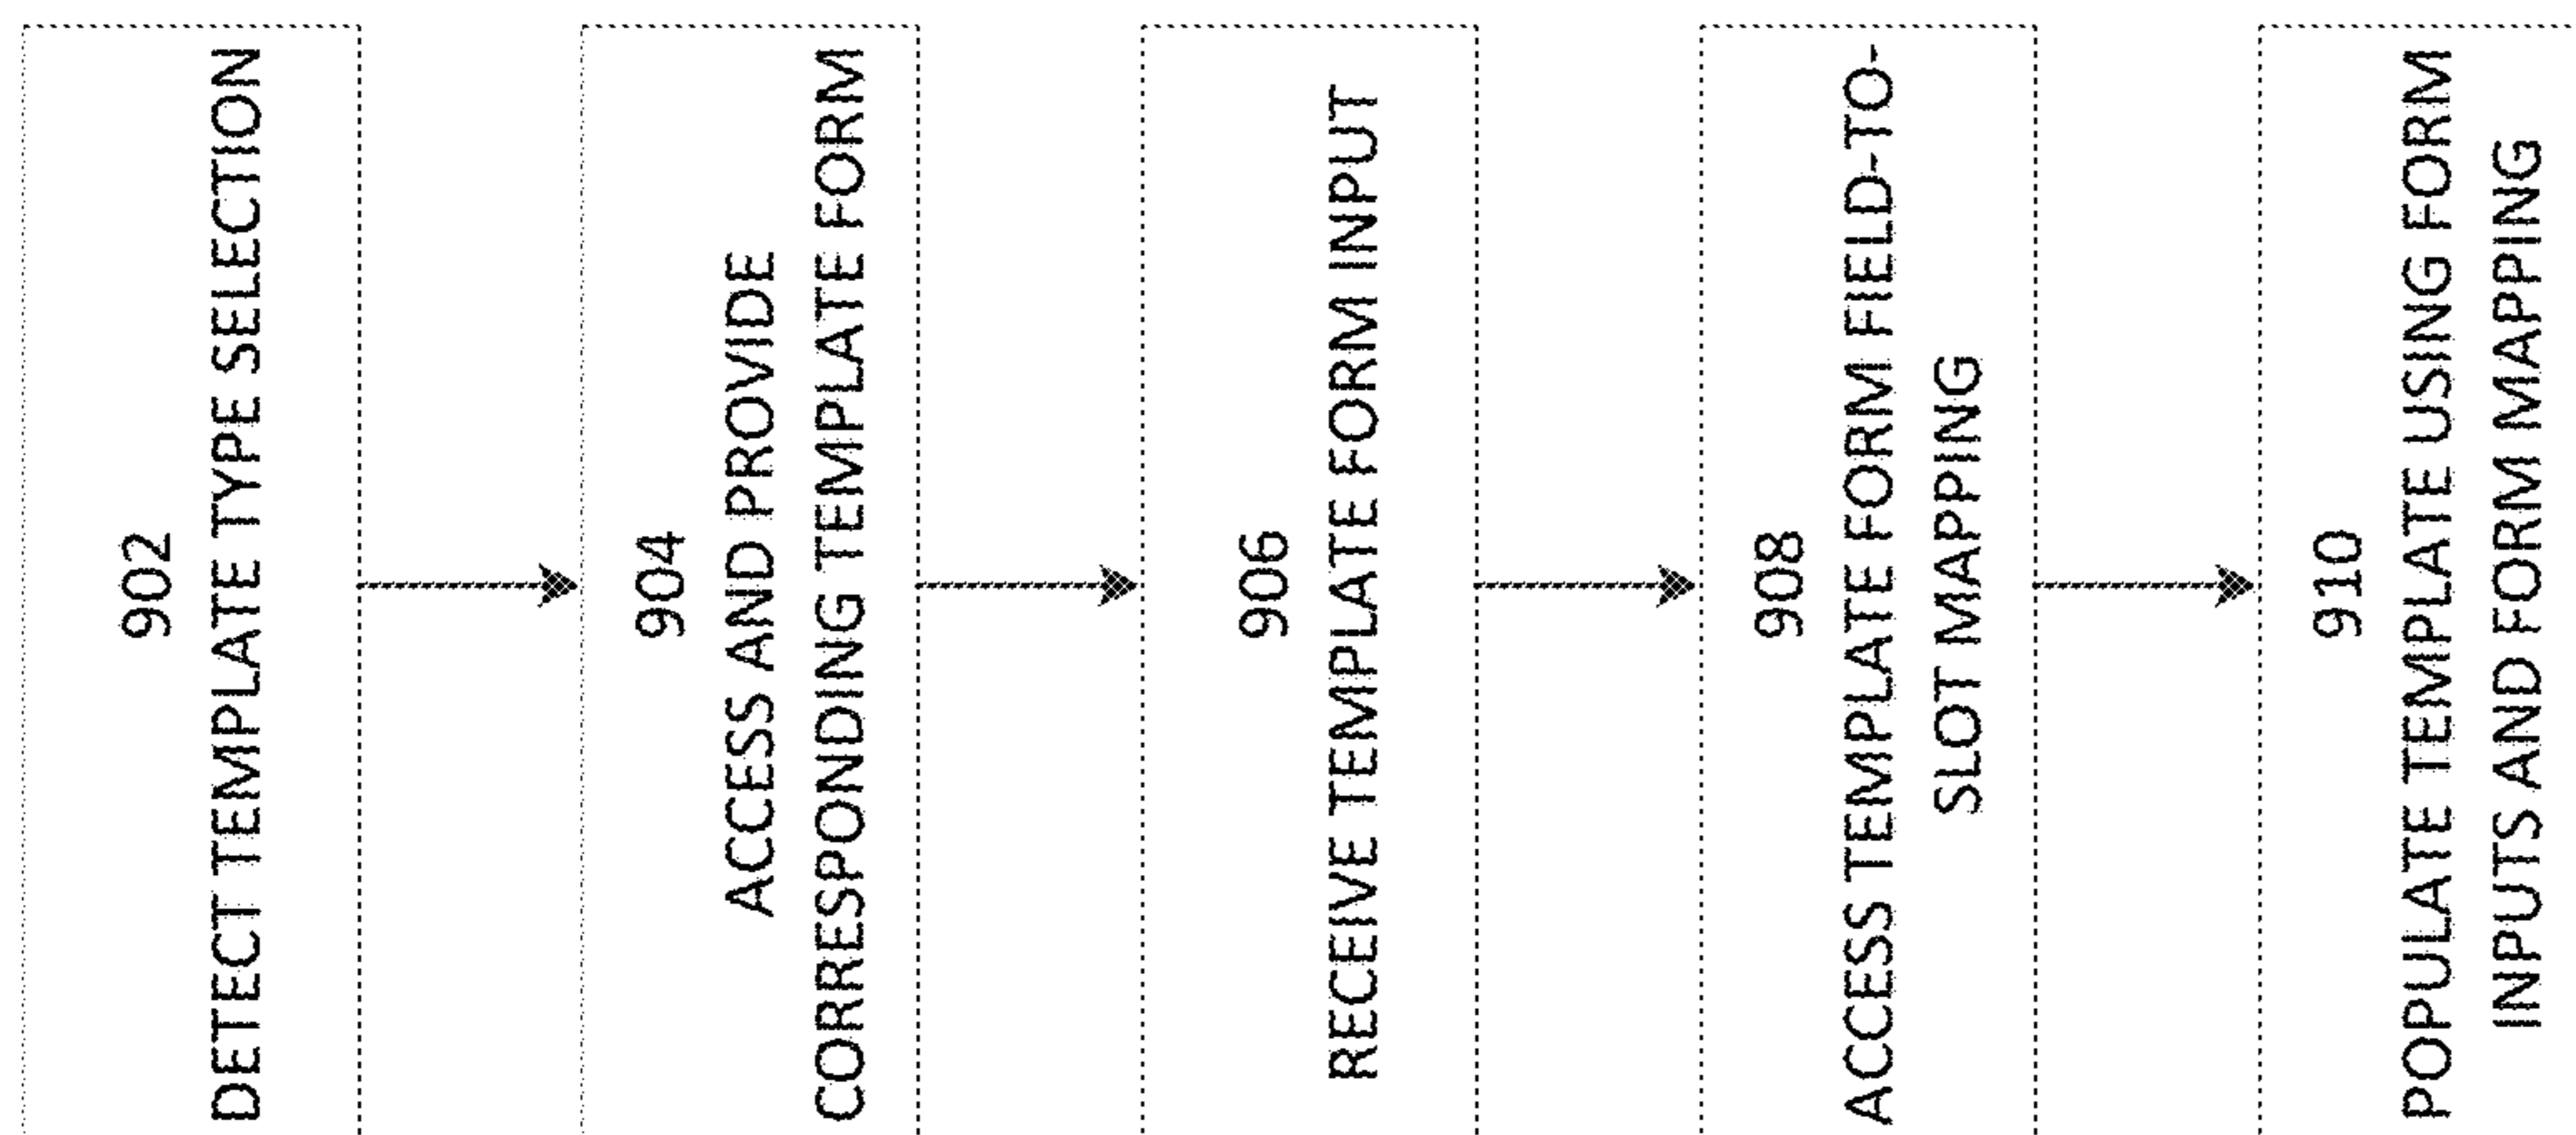 902
DETECT TEMPLATE TYPE SELECTION
904
ACCESS AND PROVIDE
CORRESPONDING TEMPLATE FORM
906
RECEIVE TEMPLATE FORM INPUT
908
ACCESS TEMPLATE FORM FIELD-TO-
SLOT MAPPING
910
POPULATE TEMPLATE USING FORM
INPUTS AND FORM MAPPING